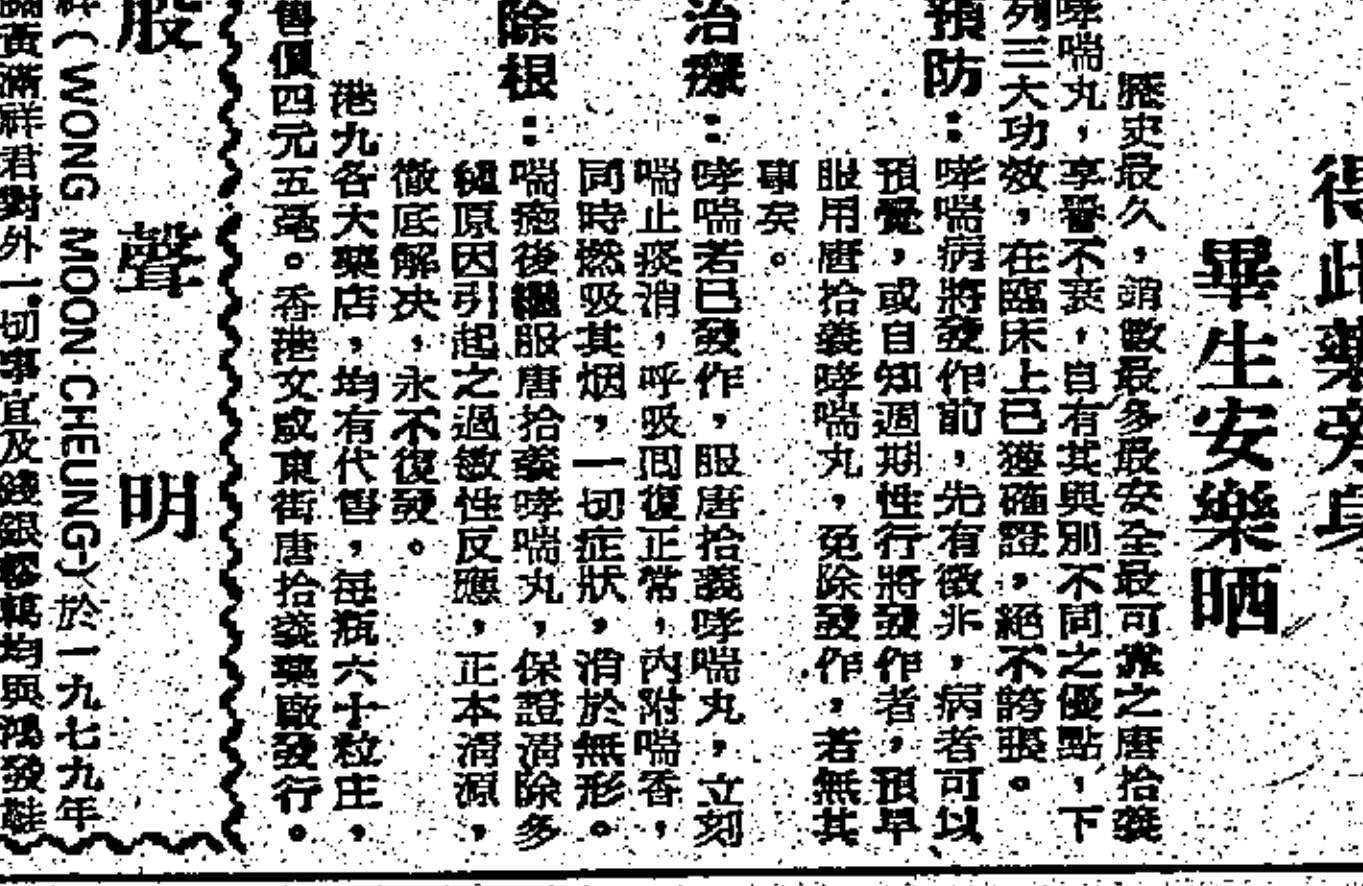 得此藥旁身
畢生安樂晒
歷史最久，銷數最多最安全最可靠之唐拾義
哮喘丸，享譽不衰，自有其與別不同之優點，下
列三大功效，在臨床上已獲確證，絕不誇張。
預防：哮喘病將發作前，先有徵兆，病者可以
預覺，或自知週期性行將發作者，預早
服用唐拾義哮喘丸，免除發作，若無其
事矣。
治療：哮喘若已發作，服唐拾義哮喘丸，立刻
喘止痰消，呼吸回復正常，內附喘香，
同時燃吸其烟，一切症狀，消於無形。
除根：喘癒後繼服唐拾義哮喘丸，保證清除多
種原因引起之過敏性反應，正本清源，
徹底解決，永不復發。
港九各大藥店，均有代售，每瓶六十粒庄，
售價四元五毫。香港文咸東街唐拾義藥廠發行。
股聲明
祥（WONG MOON CHEUNG）於一九七九年
關黃滿祥君對外一切事宜及錢銀轇轕均與鴻發鞋